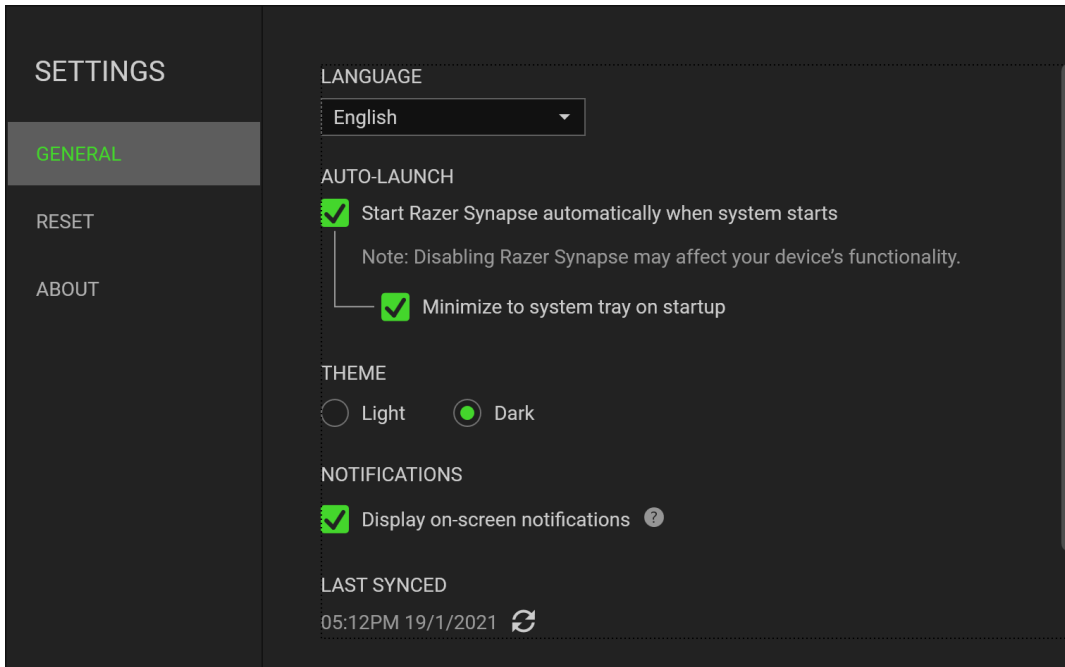 SETTINGS
GENERAL
RESET
ABOUT
LANGUAGE
English
AUTO-LAUNCH
Start Razer Synapse automatically when system starts
Note: Disabling Razer Synapse may affect your device’s functionality.
Minimize to system tray on startup
THEME
Light Dark
NOTIFICATIONS
Display on-screen notifications ?
LAST SYNCED
05:12PM 19/1/2021